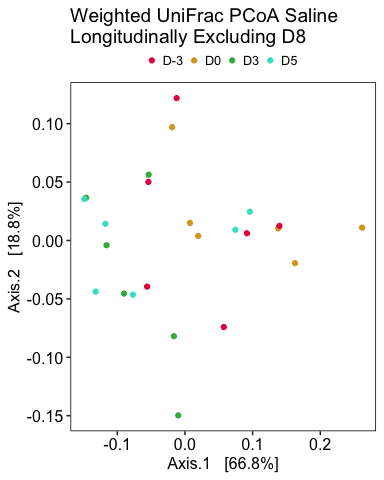 Weighted UniFrac PCoA Saline
Longitudinally Excluding D8
D-3 D0 D3 D5
0.10
0.05
0.00
-0.05
-0.10
-0.15
Axis.2 [18.8%]
-0.1 0.0 0.1 0.2
Axis.1 [66.8%]